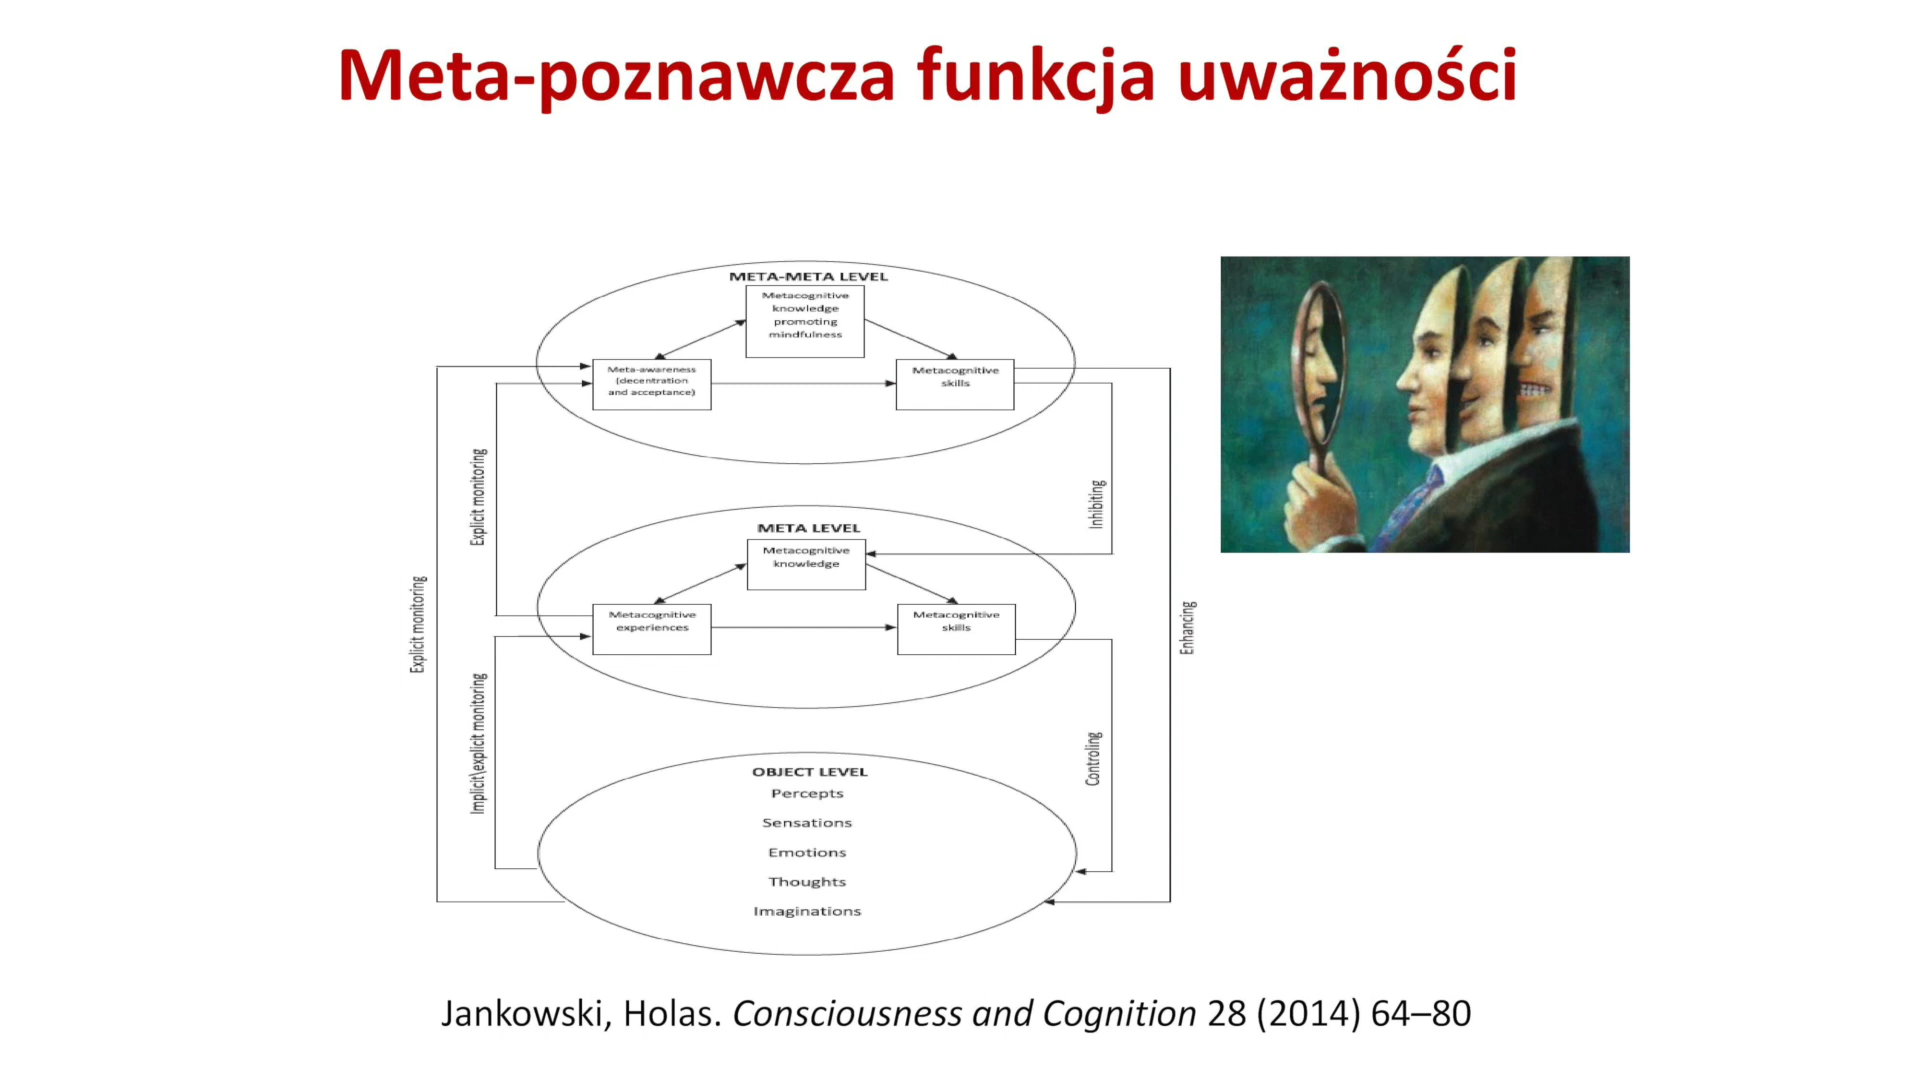 Meta-poznawcza funkcja uważności
META-META LEVEL
Metacognitive
knowledge
promoting
mindfulness
Meta-awareness
(decentration
and acceptance)
Metacognitive
skills
Explicit monitoring
Inhibiting
META LEVEL
Metacognitive
knowledge
Metacognitive
experiences
Metacognitive
skills
Explicit monitoring
Enhancing
Implicit\explicit monitoring
Controling
OBJECT LEVEL
Percepts
Sensations
Emotions
Thoughts
Imaginations
Jankowski, Holas. Consciousness and Cognition 28 (2014) 64–80